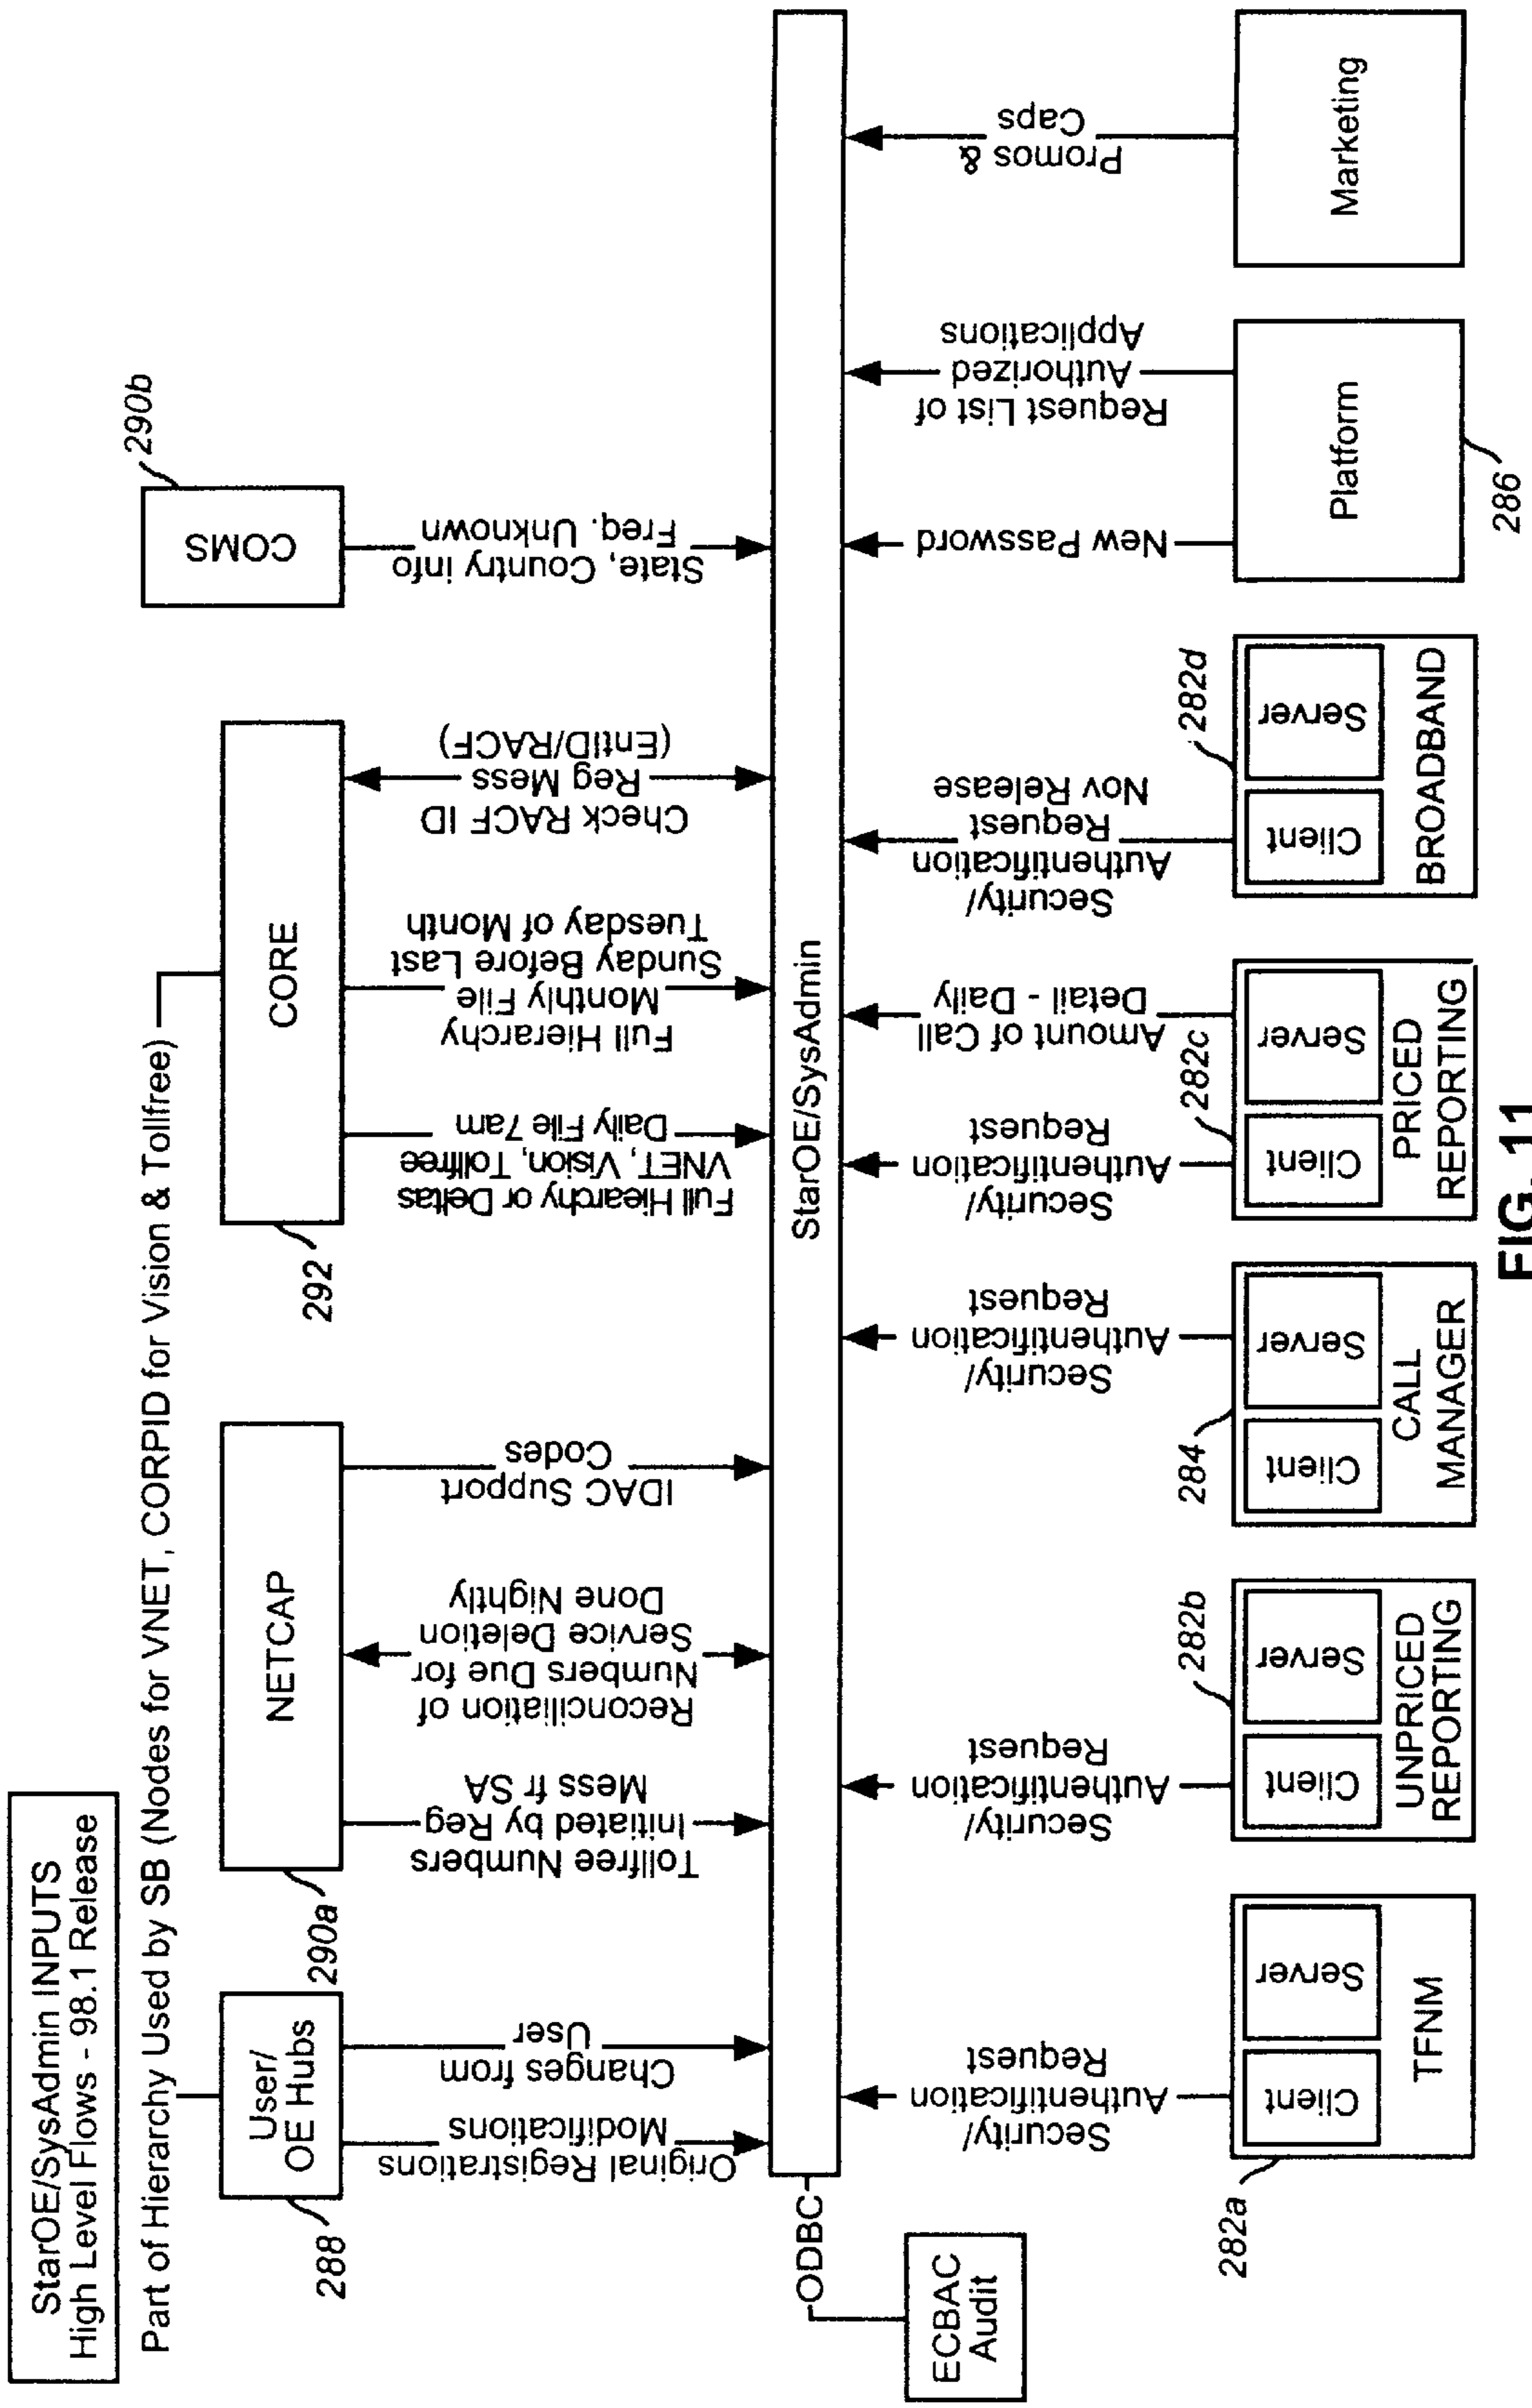 StarOE/SysAdmin INPUTS
High Level Flows - 98.1 Release
Part of Hierarchy Used by SB (Nodes for VNET, CORPID for Vision & Tollfree)
User/
OE Hubs
288
NETCAP
290a
CORE
292
COMS
290b
Original Registrations
Modifications
Changes from
User
Tollfree Numbers
Initiated by Reg
Mess fr SA
Reconciliation of
Numbers Due for
Service Deletion
Done Nightly
IDAC Support
Codes
Full Hiearchy or Deltas
VNET, Vision, Tollfree
Daily File 7am
Full Hierarchy
Monthly File
Sunday Before Last
Tuesday of Month
Check RACF ID
Reg Mess
(EntID/RACF)
State, Country info
Freq. Unknown
ODBC
StarOE/SysAdmin
ECBAC
Audit
Security/
Authentification
Request
Security/
Authentification
Request
Security/
Authentification
Request
Security/
Authentification
Request
Amount of Call
Detail - Daily
Security/
Authentification
Request
Nov Release
New Password
Request List of
Authorized
Applications
Promos &
Caps
282a
Client
Server
TFNM
282b
Client
Server
UNPRICED
REPORTING
284
Client
Server
CALL
MANAGER
282c
Client
Server
PRICED
REPORTING
282d
Client
Server
BROADBAND
Platform
286
Marketing
FIG. 11